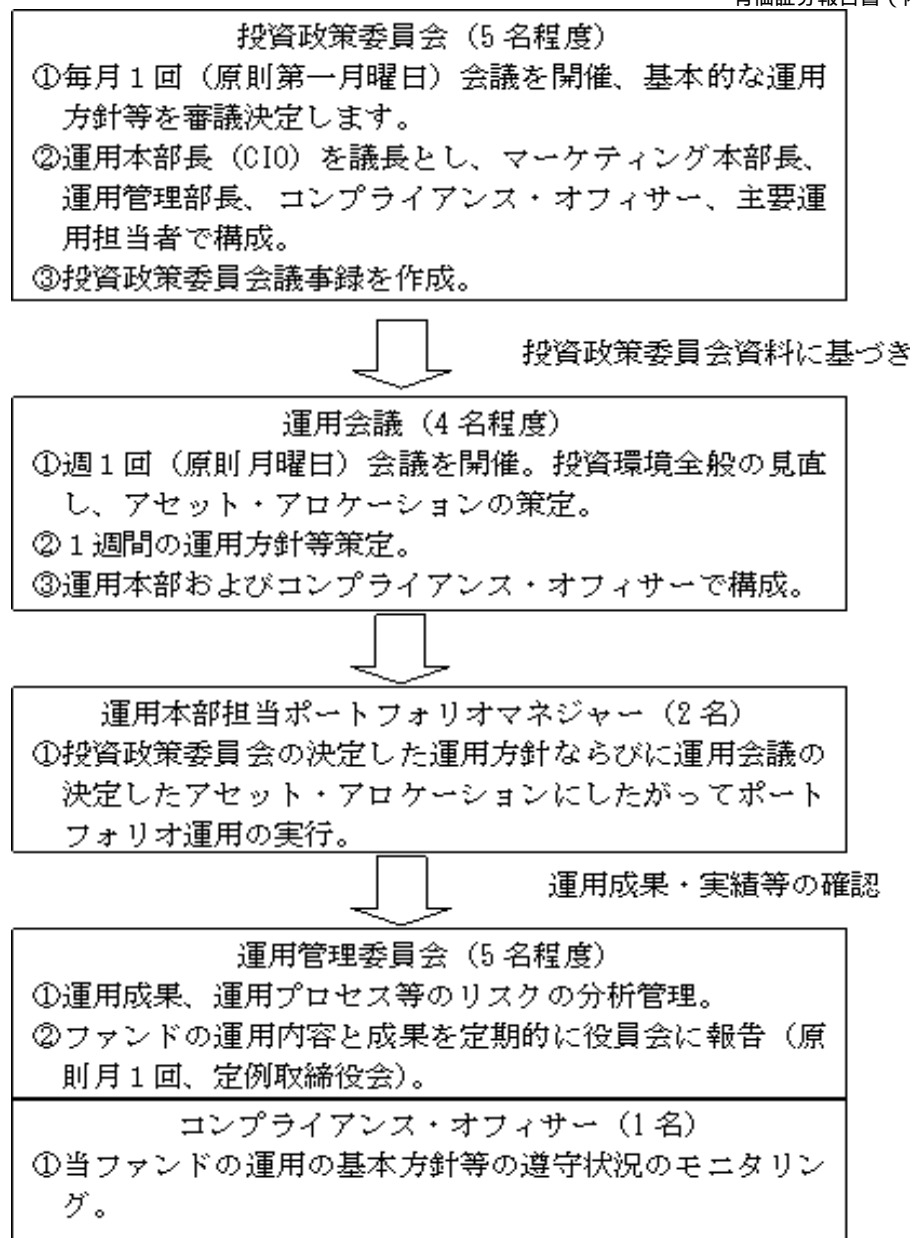 投資政策委員会（5名程度）
①毎月1回（原則第一月曜日）会議を開催、基本的な運用
方針等を審議決定します。
②運用本部長（CIO）を議長とし、マーケティング本部長、
運用管理部長、コンプライアンス・オフィサー、主要運
用担当者で構成。
③投資政策委員会議事録を作成。
投資政策委員会資料に基づき
運用会議（4名程度）
①週1回（原則月曜日）会議を開催。投資環境全般の見直
し、アセット・アロケーションの策定。
②1週間の運用方針等策定。
③運用本部およびコンプライアンス・オフィサーで構成。
運用本部担当ポートフォリオマネジャー（2名）
①投資政策委員会の決定した運用方針ならびに運用会議の
決定したアセット・アロケーションにしたがってポート
フォリオ運用の実行。
運用成果・実績等の確認
運用管理委員会（5名程度）
①運用成果、運用プロセス等のリスクの分析管理。
②ファンドの運用内容と成果を定期的に役員会に報告（原
則月1回、定例取締役会）。
コンプライアンス・オフィサー（1名）
①当ファンドの運用の基本方針等の遵守状況のモニタリン
グ。